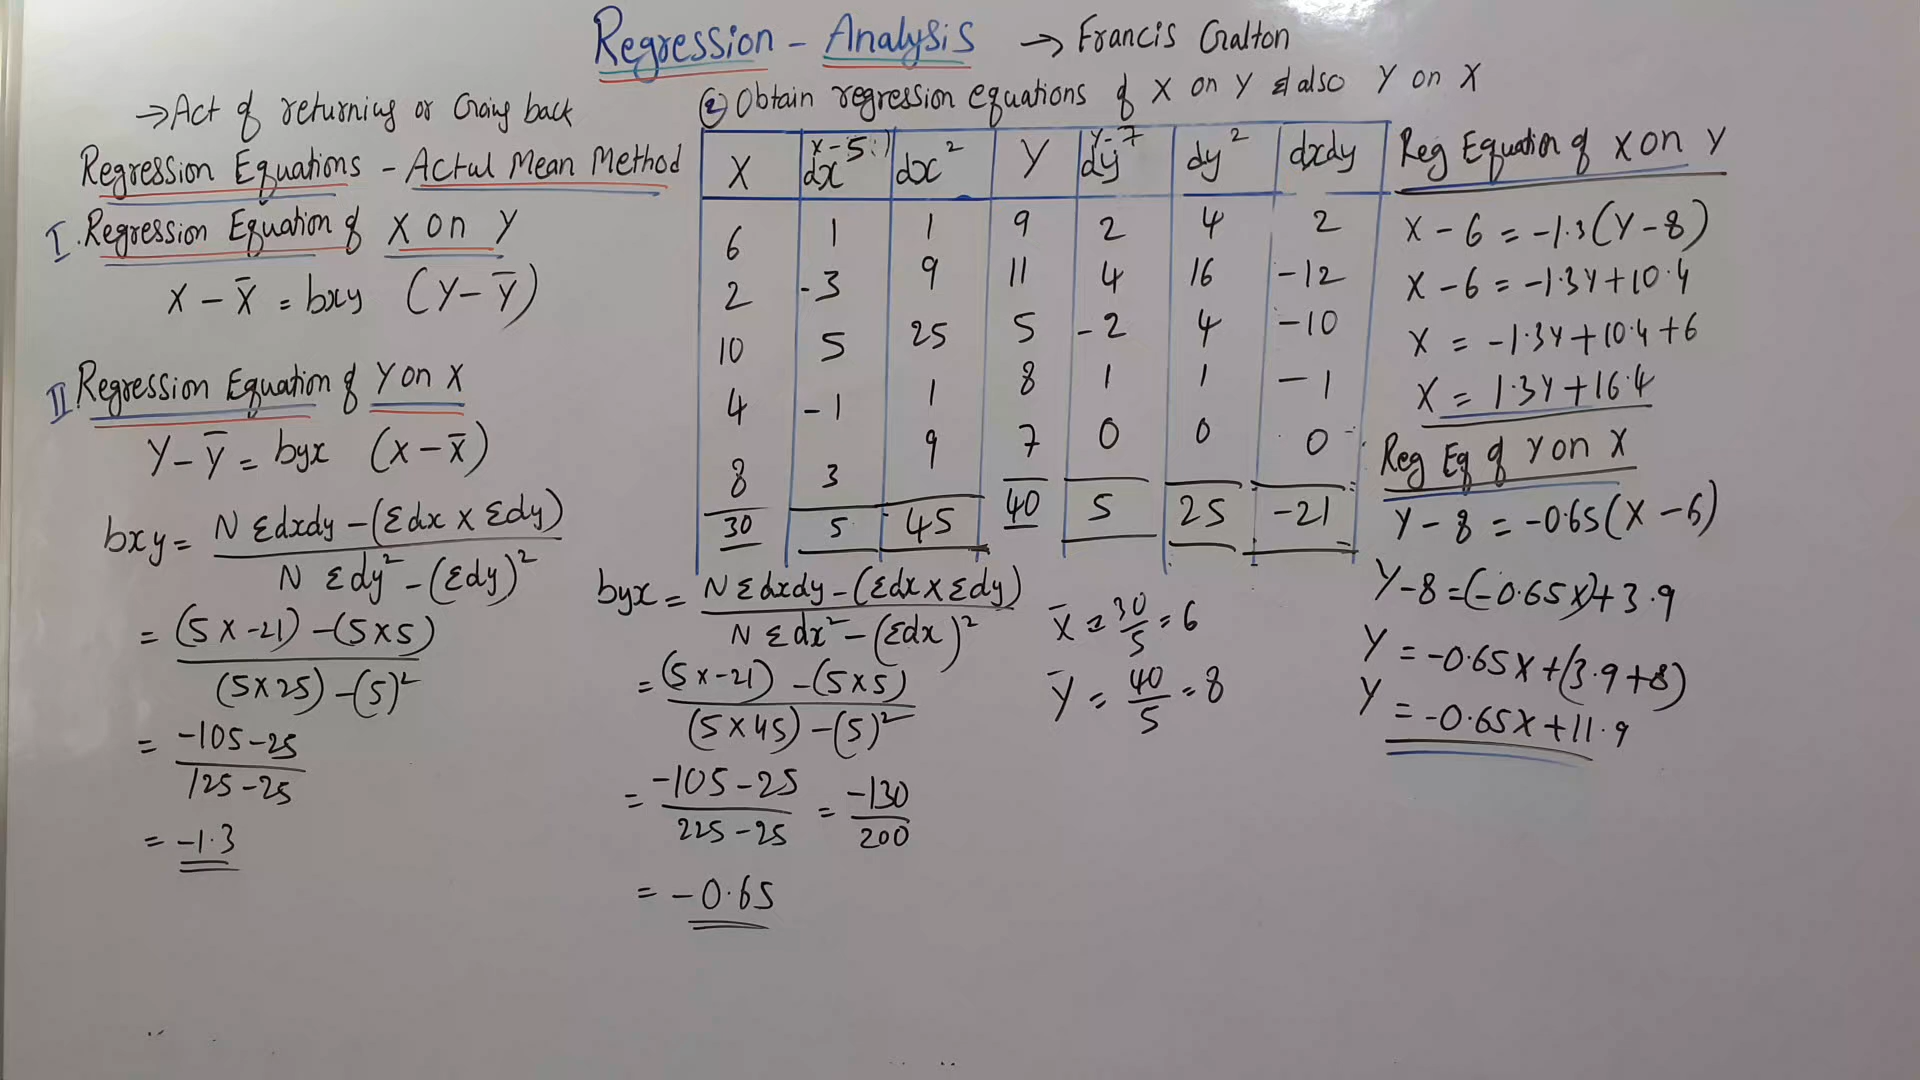 Regression - Analysis → Francis Galton
→ Act of returning or Going back
Regression Equations - Actul Mean Method
I. Regression Equation of X on Y
X - X̄ = bxy (Y - Ȳ)
II Regression Equation of Y on X
Y - Ȳ = byx (X - X̄)
bxy = N Σdxdy - (Σdx x Σdy)
N Σdy² - (Σdy)²
= (5 x -21) - (5 x 5)
(5 x 25) - (5)²
= -105 - 25
125 - 25
= -1.3
② Obtain regression equations of X on Y & also Y on X
X x-5 dx dx² Y y-7 dy dy² dxdy
6 1 1 9 2 4 2
2 -3 9 11 4 16 -12
10 5 25 5 -2 4 -10
4 -1 1 8 1 1 -1
8 3 9 7 0 0 0
30 5 45 40 5 25 -21
byx = N Σdxdy - (Σdx x Σdy)
N Σdx² - (Σdx)²
= (5 x -21) - (5 x 5)
(5 x 45) - (5)²
= -105 - 25 = -130
225 - 25 200
= -0.65
X̄ = 30/5 = 6
Ȳ = 40/5 = 8
Reg Equation of X on Y
X - 6 = -1.3 (Y - 8)
X - 6 = -1.3Y + 10.4
X = -1.3Y + 10.4 + 6
X = 1.3Y + 16.4
Reg Eq of Y on X
Y - 8 = -0.65 (X - 6)
Y - 8 = (-0.65X) + 3.9
Y = -0.65X + (3.9 + 8)
Y = -0.65X + 11.9